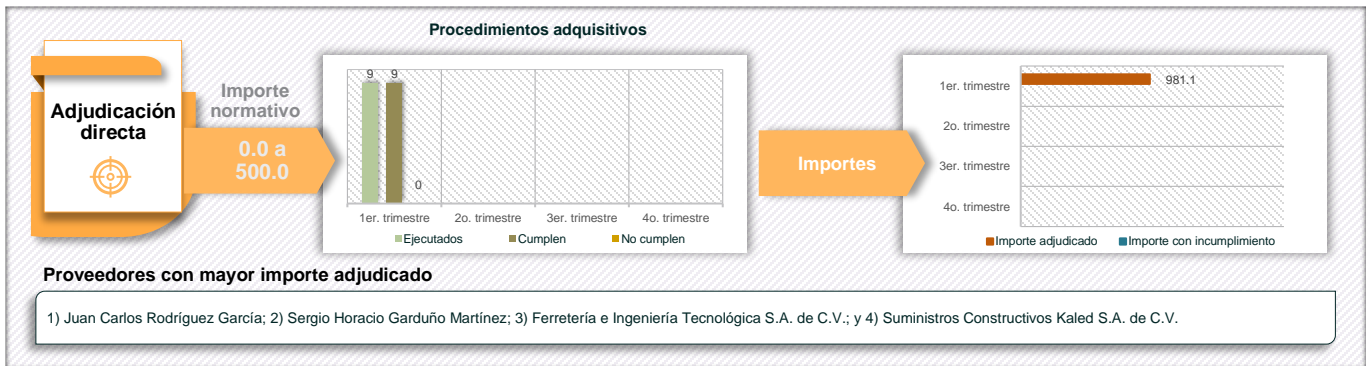 Procedimientos adquisitivos
Adjudicación
directa
Importe
normativo
0.0 a
500.0
9 9
0
1er. trimestre 2o. trimestre 3er. trimestre 4o. trimestre
Ejecutados Cumplen No cumplen
Importes
1er. trimestre 981.1
2o. trimestre
3er. trimestre
4o. trimestre
Importe adjudicado Importe con incumplimiento
Proveedores con mayor importe adjudicado
1) Juan Carlos Rodríguez García; 2) Sergio Horacio Garduño Martínez; 3) Ferretería e Ingeniería Tecnológica S.A. de C.V.; y 4) Suministros Constructivos Kaled S.A. de C.V.